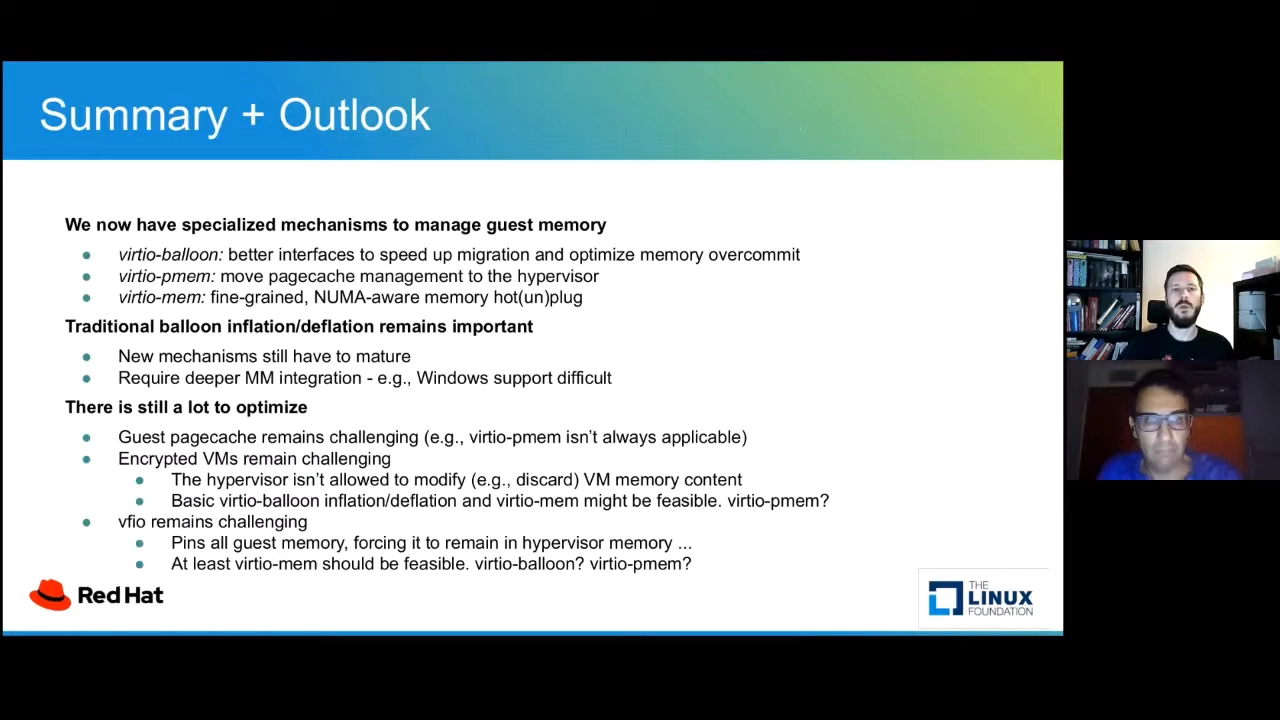 Summary + Outlook
We now have specialized mechanisms to manage guest memory
● virtio-balloon: better interfaces to speed up migration and optimize memory overcommit
● virtio-pmem: move pagecache management to the hypervisor
● virtio-mem: fine-grained, NUMA-aware memory hot(un)plug
Traditional balloon inflation/deflation remains important
● New mechanisms still have to mature
● Require deeper MM integration - e.g., Windows support difficult
There is still a lot to optimize
● Guest pagecache remains challenging (e.g., virtio-pmem isn't always applicable)
● Encrypted VMs remain challenging
● The hypervisor isn't allowed to modify (e.g., discard) VM memory content
● Basic virtio-balloon inflation/deflation and virtio-mem might be feasible. virtio-pmem?
● vfio remains challenging
● Pins all guest memory, forcing it to remain in hypervisor memory ...
● At least virtio-mem should be feasible. virtio-balloon? virtio-pmem?
Red Hat
THE
LINUX
FOUNDATION